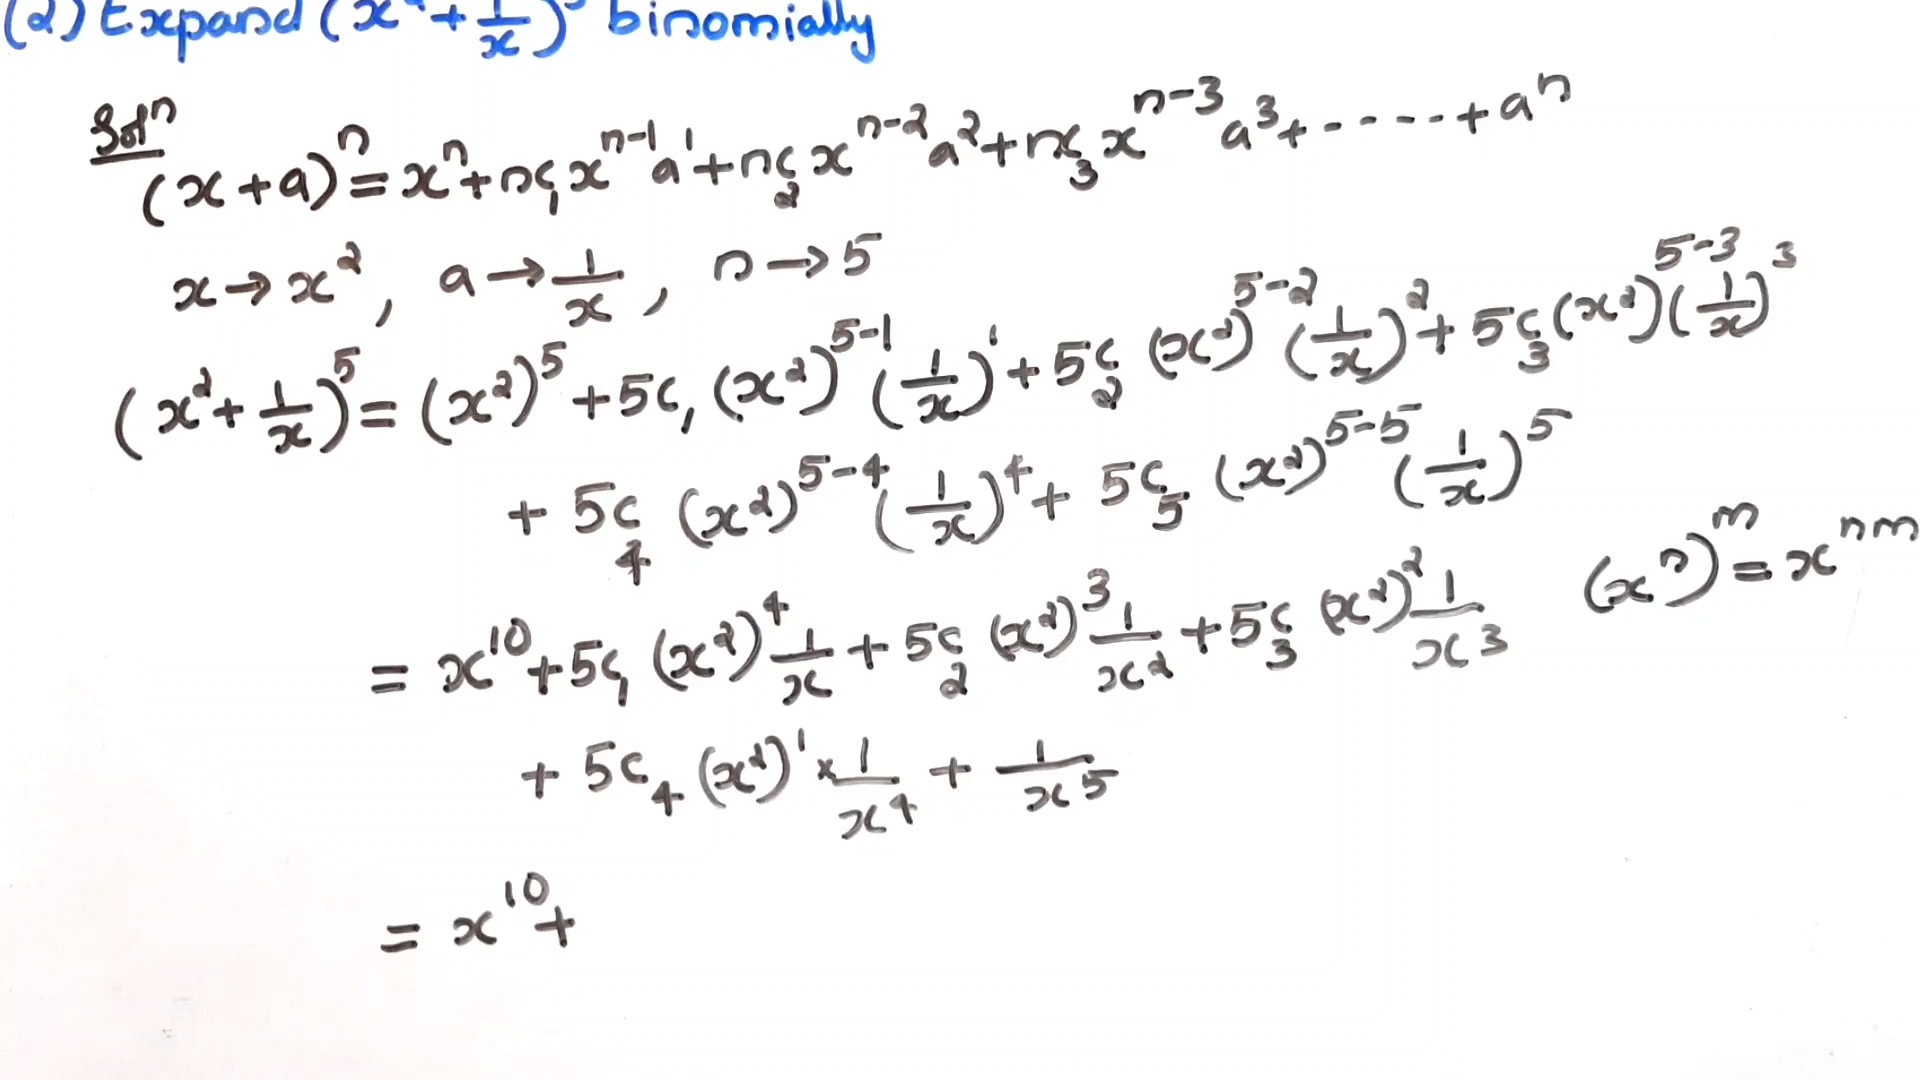 (2) Expand (x² + 1/x)⁵ binomially
Solⁿ
(x+a)ⁿ = xⁿ + nc₁ xⁿ⁻¹ a¹ + nc₂ xⁿ⁻² a² + nc₃ xⁿ⁻³ a³ + ----- + aⁿ
x → x² , a → 1/x , n → 5
(x² + 1/x)⁵ = (x²)⁵ + 5c₁ (x²)⁵⁻¹ (1/x)¹ + 5c₂ (x²)⁵⁻² (1/x)² + 5c₃ (x²)⁵⁻³ (1/x)³
+ 5c₄ (x²)⁵⁻⁴ (1/x)⁴ + 5c₅ (x²)⁵⁻⁵ (1/x)⁵
(xⁿ)ᵐ = xⁿᵐ
= x¹⁰ + 5c₁ (x²)⁴ 1/x + 5c₂ (x²)³ 1/x² + 5c₃ (x²)² 1/x³
+ 5c₄ (x²)¹ × 1/x⁴ + 1/x⁵
= x¹⁰ +